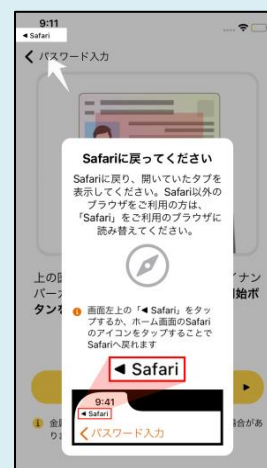 9:11
◀ Safari
パスワード入力
Safariに戻ってください
Safariに戻り、開いていたタブを
表示してください。Safari以外の
ブラウザをご利用の方は、
「Safari」をご利用のブラウザに
読み替えてください。
上の図
イナン
バー
始ボ
タンを
画面左上の「◀ Safari」をタッ
プするか、ホーム画面のSafari
のアイコンをタップすることで
Safariへ戻れます
◀ Safari
9:41
◀ Safari
パスワード入力
金属
場合があ
りま